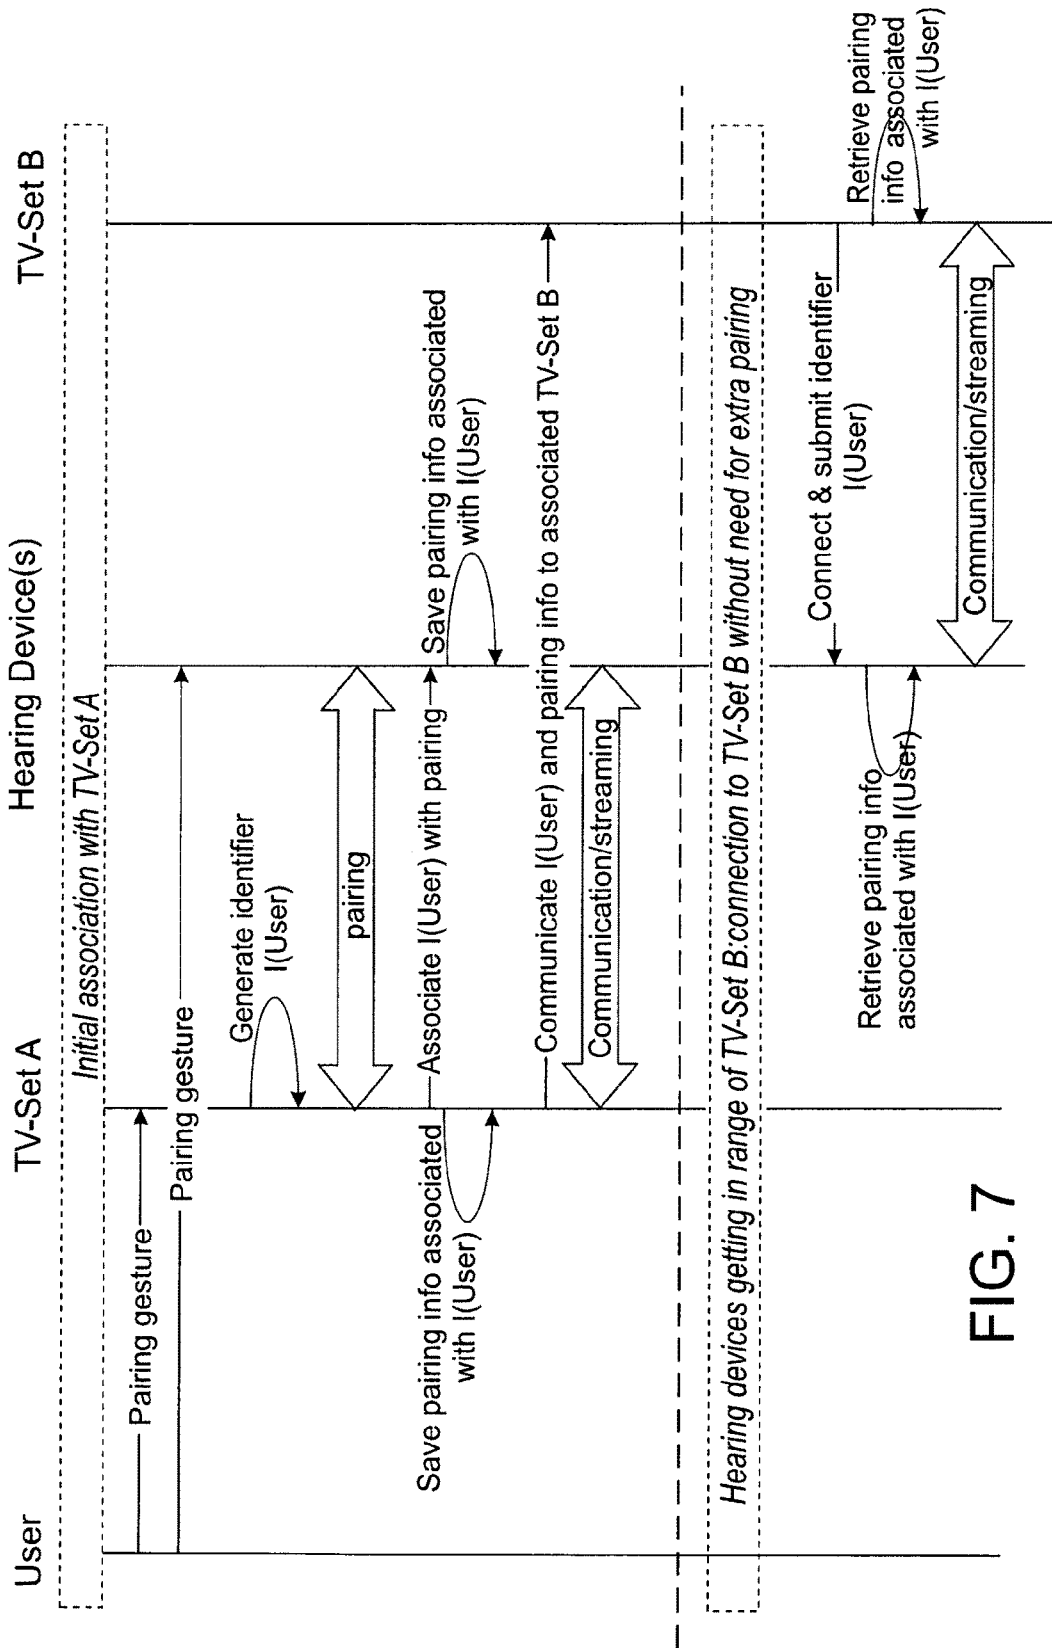 User
TV-Set A
Hearing Device(s)
TV-Set B
Initial association with TV-Set A
Pairing gesture
Pairing gesture
Generate identifier
I(User)
pairing
Associate I(User) with pairing
Save pairing info associated
with I(User)
Save pairing info associated
with I(User)
Communicate I(User) and pairing info to associated TV-Set B
Communication/streaming
Hearing devices getting in range of TV-Set B:connection to TV-Set B without need for extra pairing
Connect & submit identifier
I(User)
Retrieve pairing info
associated with I(User)
Retrieve pairing
info associated
with I(User)
Communication/streaming
FIG. 7